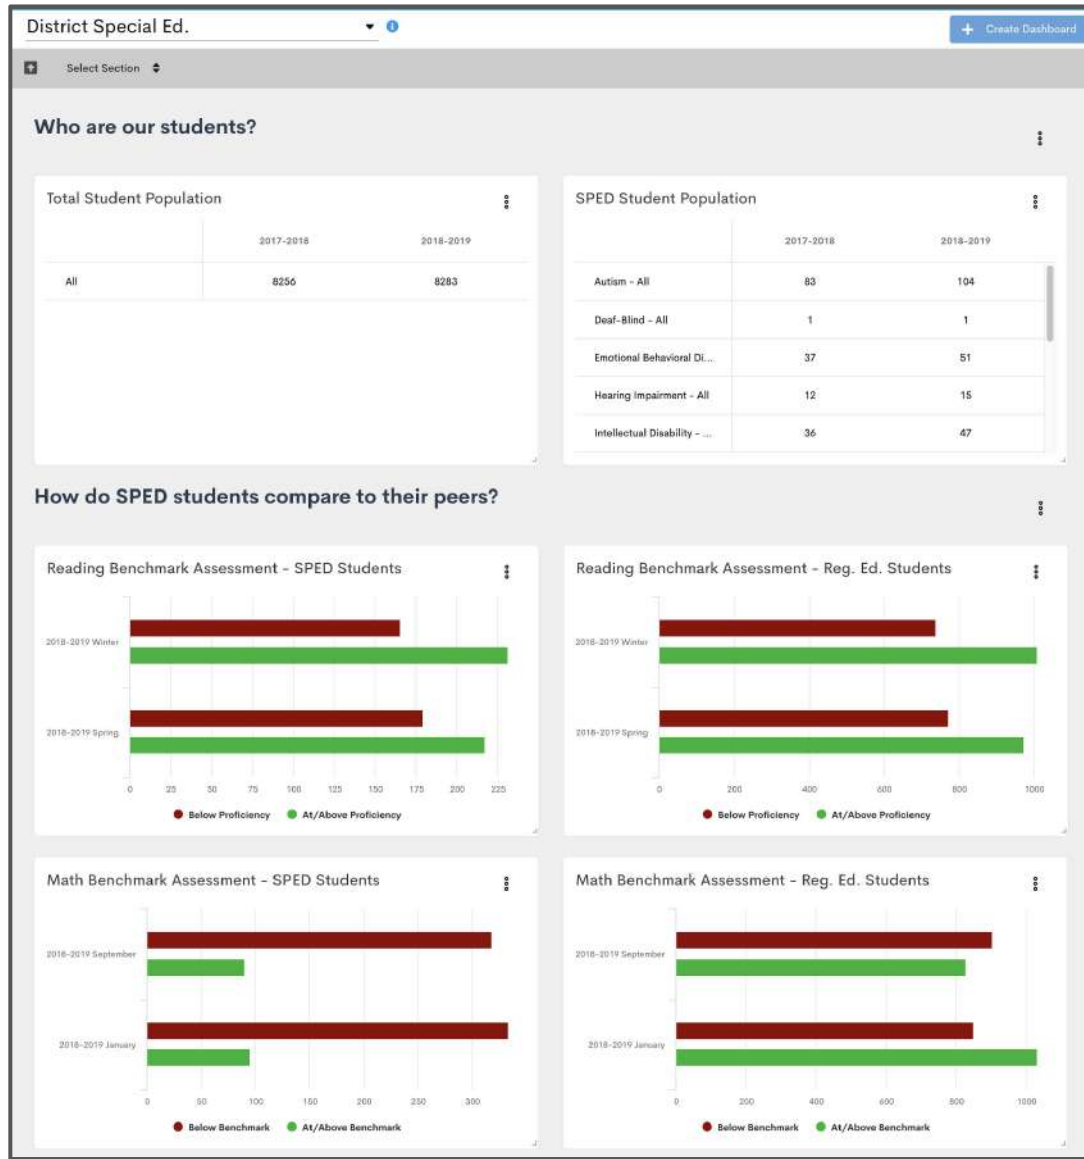 District Special Ed.
+ Create Dashboard
Select Section
Who are our students?
Total Student Population
2017-2018 2018-2019
All 8256 8283
SPED Student Population
2017-2018 2018-2019
Autism - All 83 104
Deaf-Blind - All 1 1
Emotional Behavioral Di... 37 51
Hearing Impairment - All 12 15
Intellectual Disability - ... 36 47
How do SPED students compare to their peers?
Reading Benchmark Assessment - SPED Students
2018-2019 Winter
2018-2019 Spring
0 25 50 75 100 125 150 175 200 225
Below Proficiency At/Above Proficiency
Reading Benchmark Assessment - Reg. Ed. Students
2018-2019 Winter
2018-2019 Spring
0 200 400 600 800 1000
Below Proficiency At/Above Proficiency
Math Benchmark Assessment - SPED Students
2018-2019 September
2018-2019 January
0 50 100 150 200 250 300
Below Benchmark At/Above Benchmark
Math Benchmark Assessment - Reg. Ed. Students
2018-2019 September
2018-2019 January
0 200 400 600 800 1000
Below Benchmark At/Above Benchmark